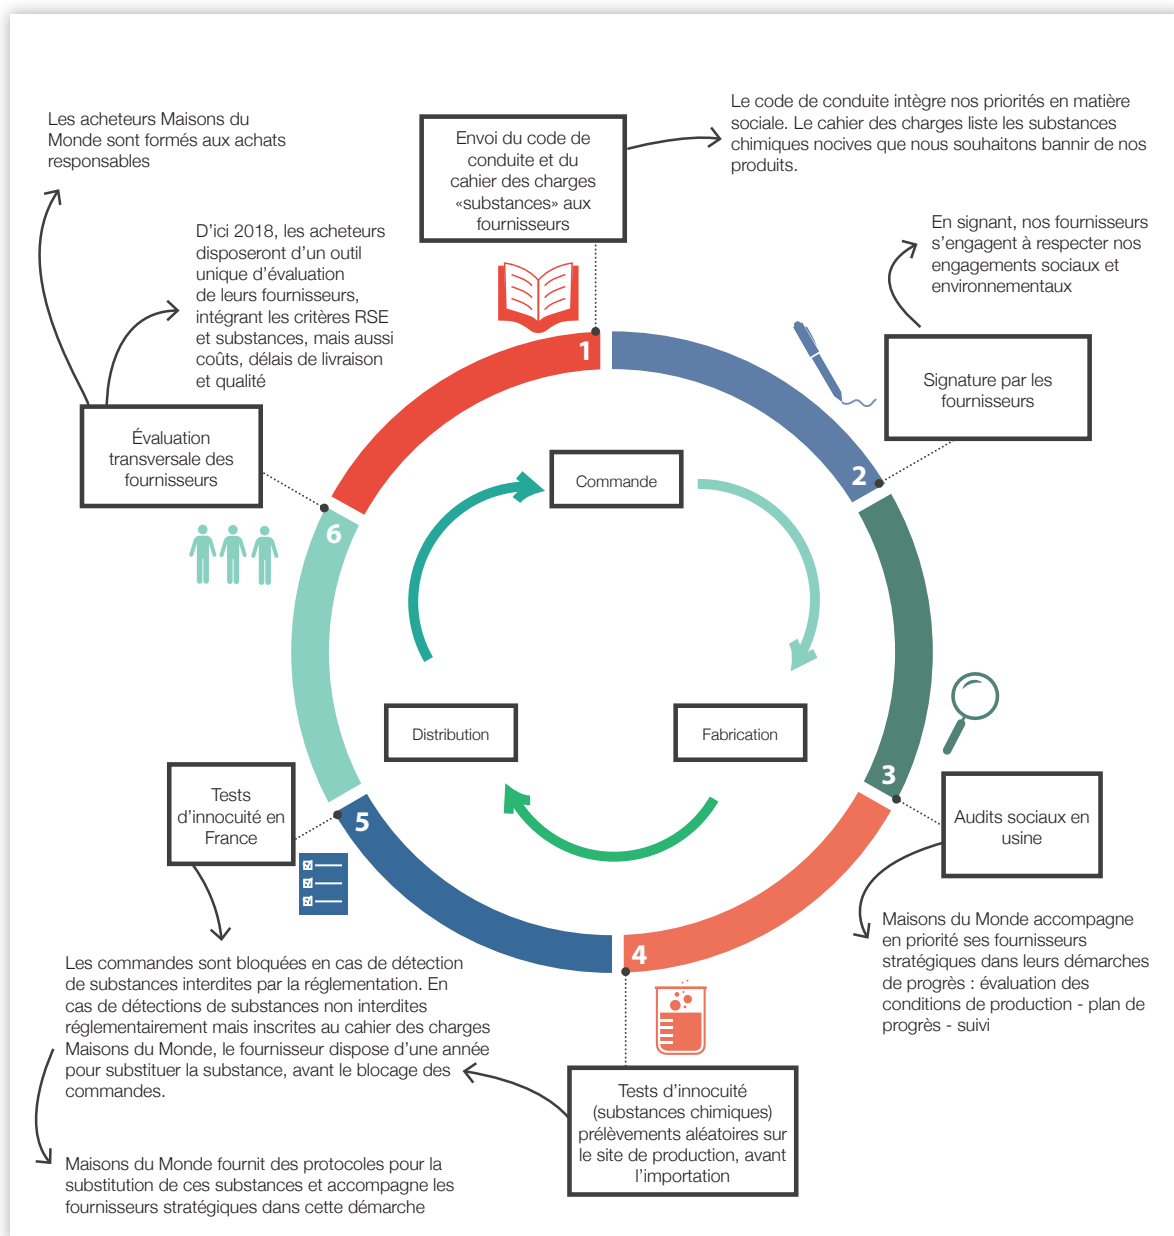 Les acheteurs Maisons du
Monde sont formés aux achats
responsables
D'ici 2018, les acheteurs
disposeront d'un outil
unique d'évaluation
de leurs fournisseurs,
intégrant les critères RSE
et substances, mais aussi
coûts, délais de livraison
et qualité
Envoi du code de
conduite et du
cahier des charges
«substances» aux
fournisseurs
Le code de conduite intègre nos priorités en matière
sociale. Le cahier des charges liste les substances
chimiques nocives que nous souhaitons bannir de nos
produits.
En signant, nos fournisseurs
s'engagent à respecter nos
engagements sociaux et
environnementaux
1
Signature par les
fournisseurs
2
Évaluation
transversale des
fournisseurs
6
Commande
Distribution
Fabrication
3
Audits sociaux en
usine
Maisons du Monde accompagne
en priorité ses fournisseurs
stratégiques dans leurs démarches
de progrès : évaluation des
conditions de production - plan de
progrès - suivi
Tests
d'innocuité en
France
5
4
Les commandes sont bloquées en cas de détection
de substances interdites par la réglementation. En
cas de détections de substances non interdites
réglementairement mais inscrites au cahier des charges
Maisons du Monde, le fournisseur dispose d'une année
pour substituer la substance, avant le blocage des
commandes.
Tests d'innocuité
(substances chimiques)
prélèvements aléatoires sur
le site de production, avant
l'importation
Maisons du Monde fournit des protocoles pour la
substitution de ces substances et accompagne les
fournisseurs stratégiques dans cette démarche